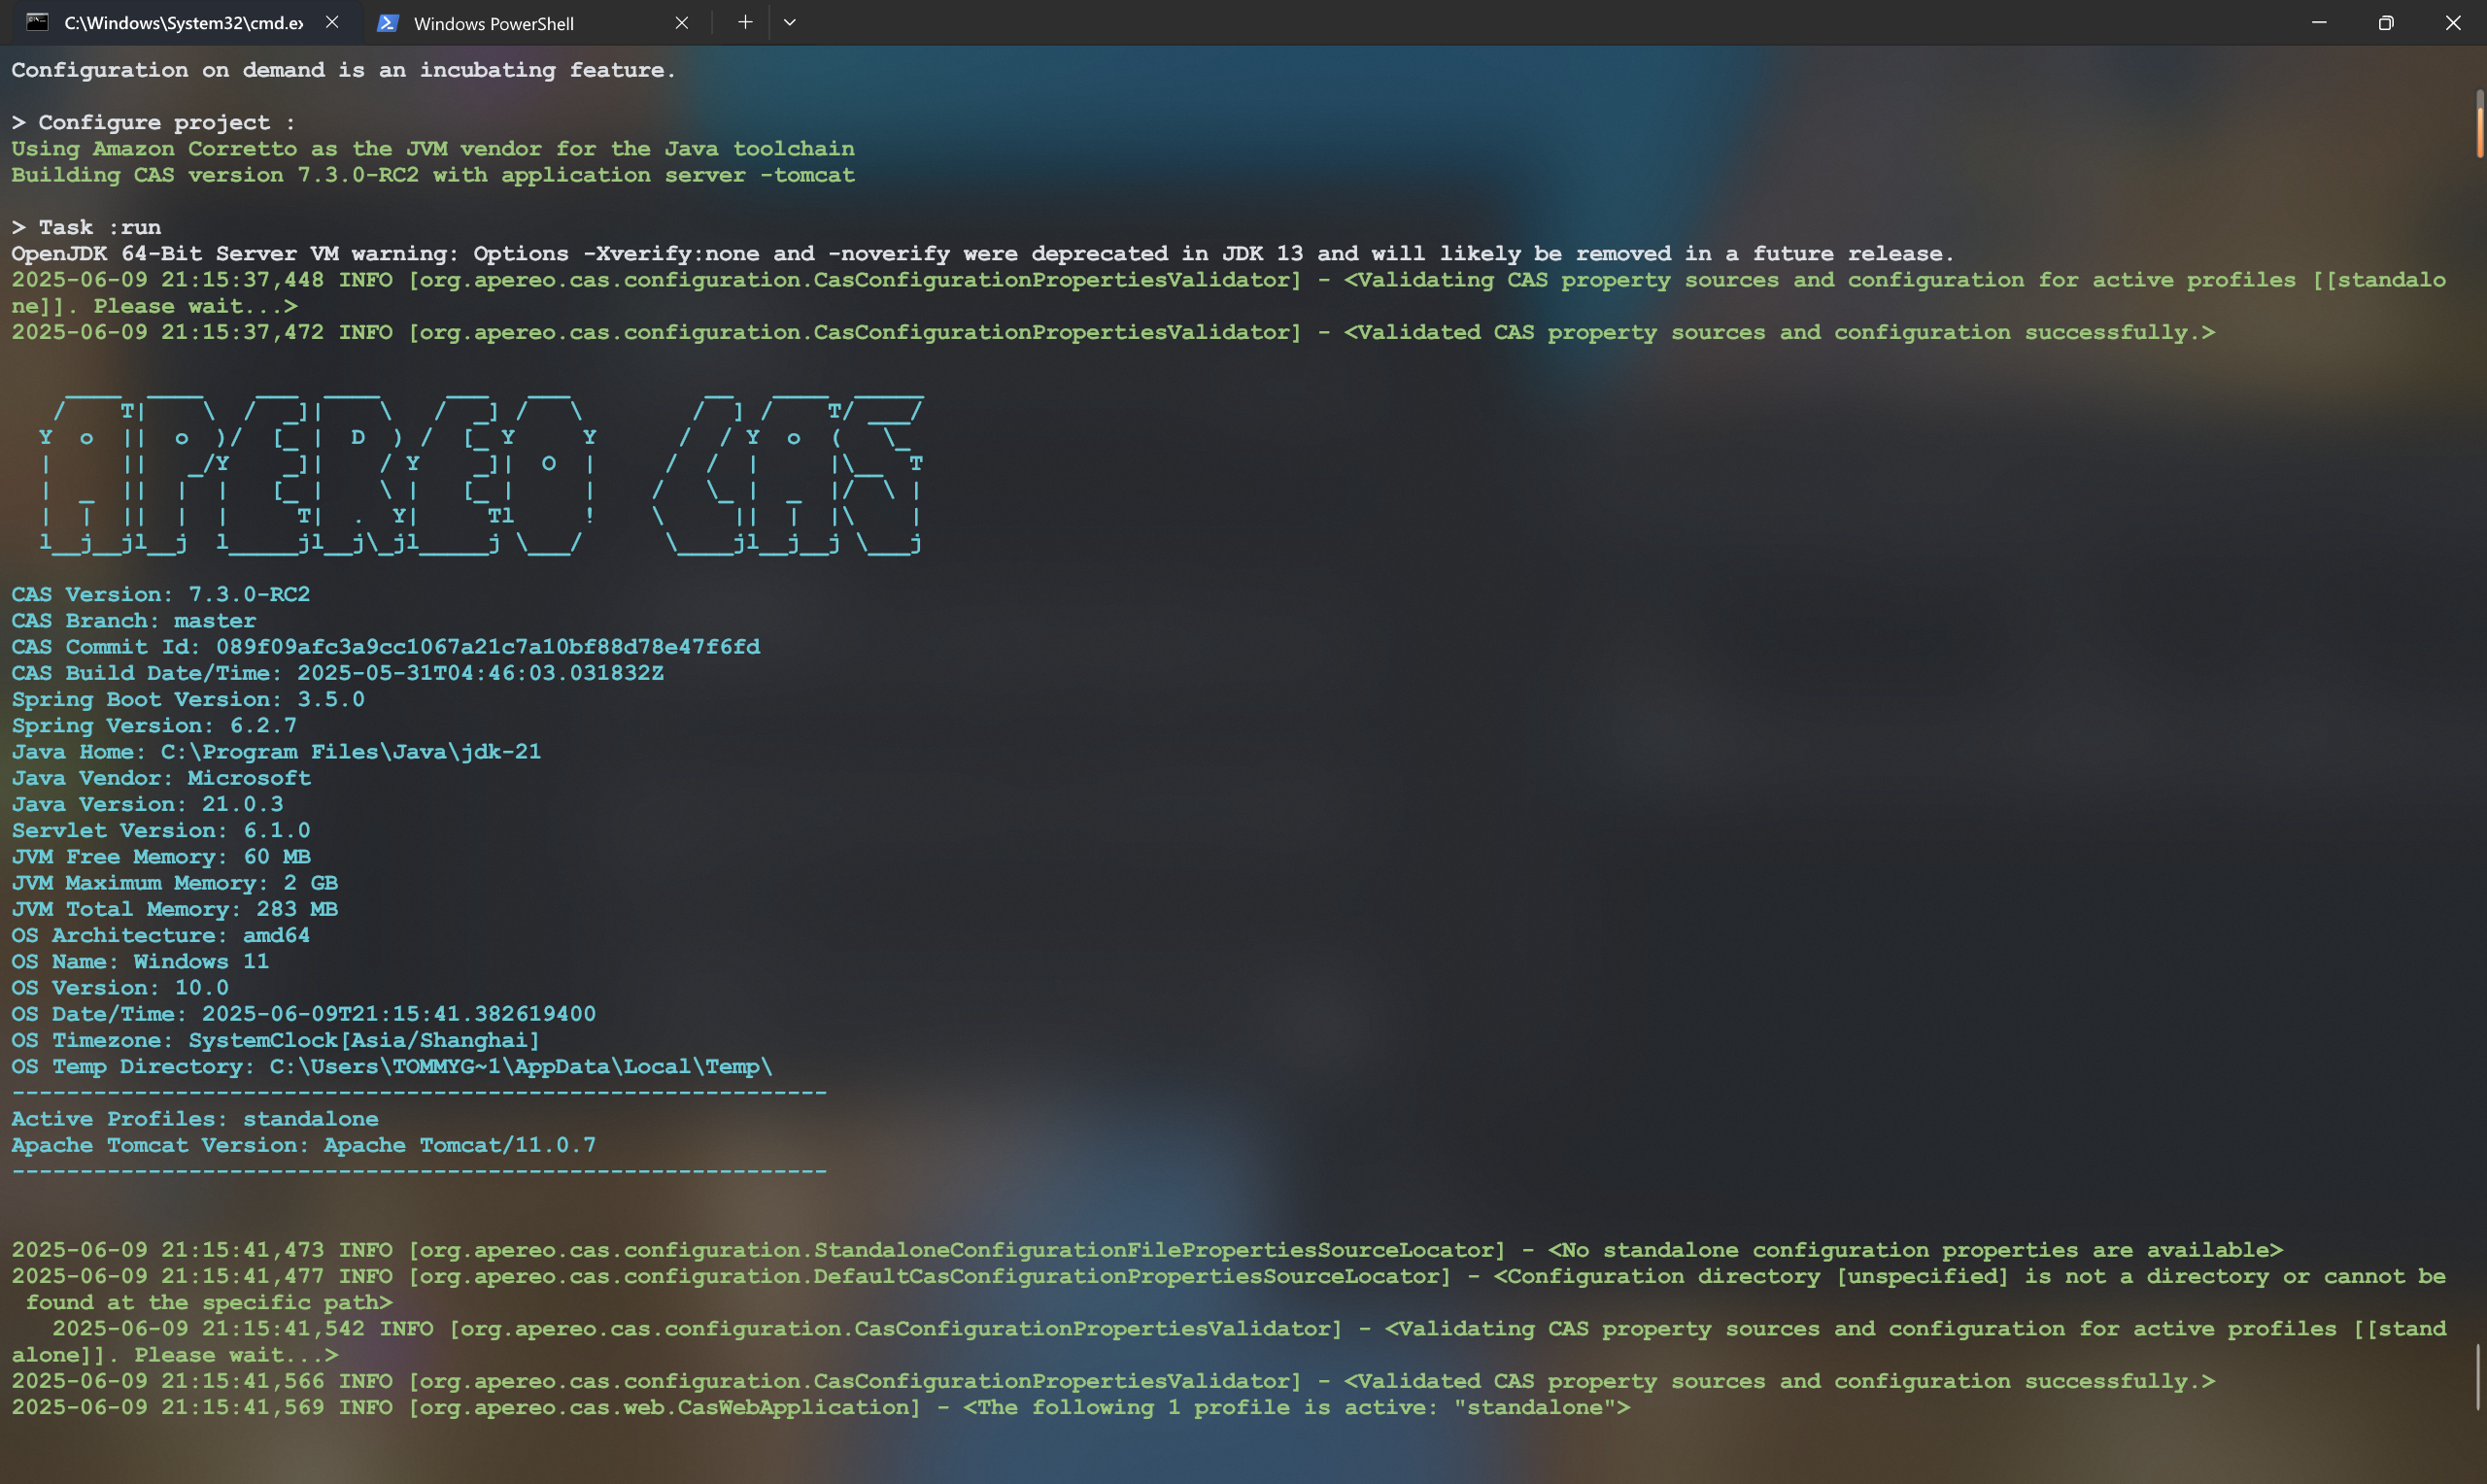 C:\Windows\System32\cmd.ex
Windows PowerShell
Configuration on demand is an incubating feature.
> Configure project :
Using Amazon Corretto as the JVM vendor for the Java toolchain
Building CAS version 7.3.0-RC2 with application server -tomcat
> Task :run
OpenJDK 64-Bit Server VM warning: Options -Xverify:none and -noverify were deprecated in JDK 13 and will likely be removed in a future release.
2025-06-09 21:15:37,448 INFO [org.apereo.cas.configuration.CasConfigurationPropertiesValidator] - <Validating CAS property sources and configuration for active profiles [[standalo
ne]]. Please wait...>
2025-06-09 21:15:37,472 INFO [org.apereo.cas.configuration.CasConfigurationPropertiesValidator] - <Validated CAS property sources and configuration successfully.>
APEREO CAS
CAS Version: 7.3.0-RC2
CAS Branch: master
CAS Commit Id: 089f09afc3a9cc1067a21c7a10bf88d78e47f6fd
CAS Build Date/Time: 2025-05-31T04:46:03.031832Z
Spring Boot Version: 3.5.0
Spring Version: 6.2.7
Java Home: C:\Program Files\Java\jdk-21
Java Vendor: Microsoft
Java Version: 21.0.3
Servlet Version: 6.1.0
JVM Free Memory: 60 MB
JVM Maximum Memory: 2 GB
JVM Total Memory: 283 MB
OS Architecture: amd64
OS Name: Windows 11
OS Version: 10.0
OS Date/Time: 2025-06-09T21:15:41.382619400
OS Timezone: SystemClock[Asia/Shanghai]
OS Temp Directory: C:\Users\TOMMYG~1\AppData\Local\Temp\
------------------------------------------------------------
Active Profiles: standalone
Apache Tomcat Version: Apache Tomcat/11.0.7
------------------------------------------------------------
2025-06-09 21:15:41,473 INFO [org.apereo.cas.configuration.StandaloneConfigurationFilePropertiesSourceLocator] - <No standalone configuration properties are available>
2025-06-09 21:15:41,477 INFO [org.apereo.cas.configuration.DefaultCasConfigurationPropertiesSourceLocator] - <Configuration directory [unspecified] is not a directory or cannot be
found at the specific path>
2025-06-09 21:15:41,542 INFO [org.apereo.cas.configuration.CasConfigurationPropertiesValidator] - <Validating CAS property sources and configuration for active profiles [[stand
alone]]. Please wait...>
2025-06-09 21:15:41,566 INFO [org.apereo.cas.configuration.CasConfigurationPropertiesValidator] - <Validated CAS property sources and configuration successfully.>
2025-06-09 21:15:41,569 INFO [org.apereo.cas.web.CasWebApplication] - <The following 1 profile is active: "standalone">